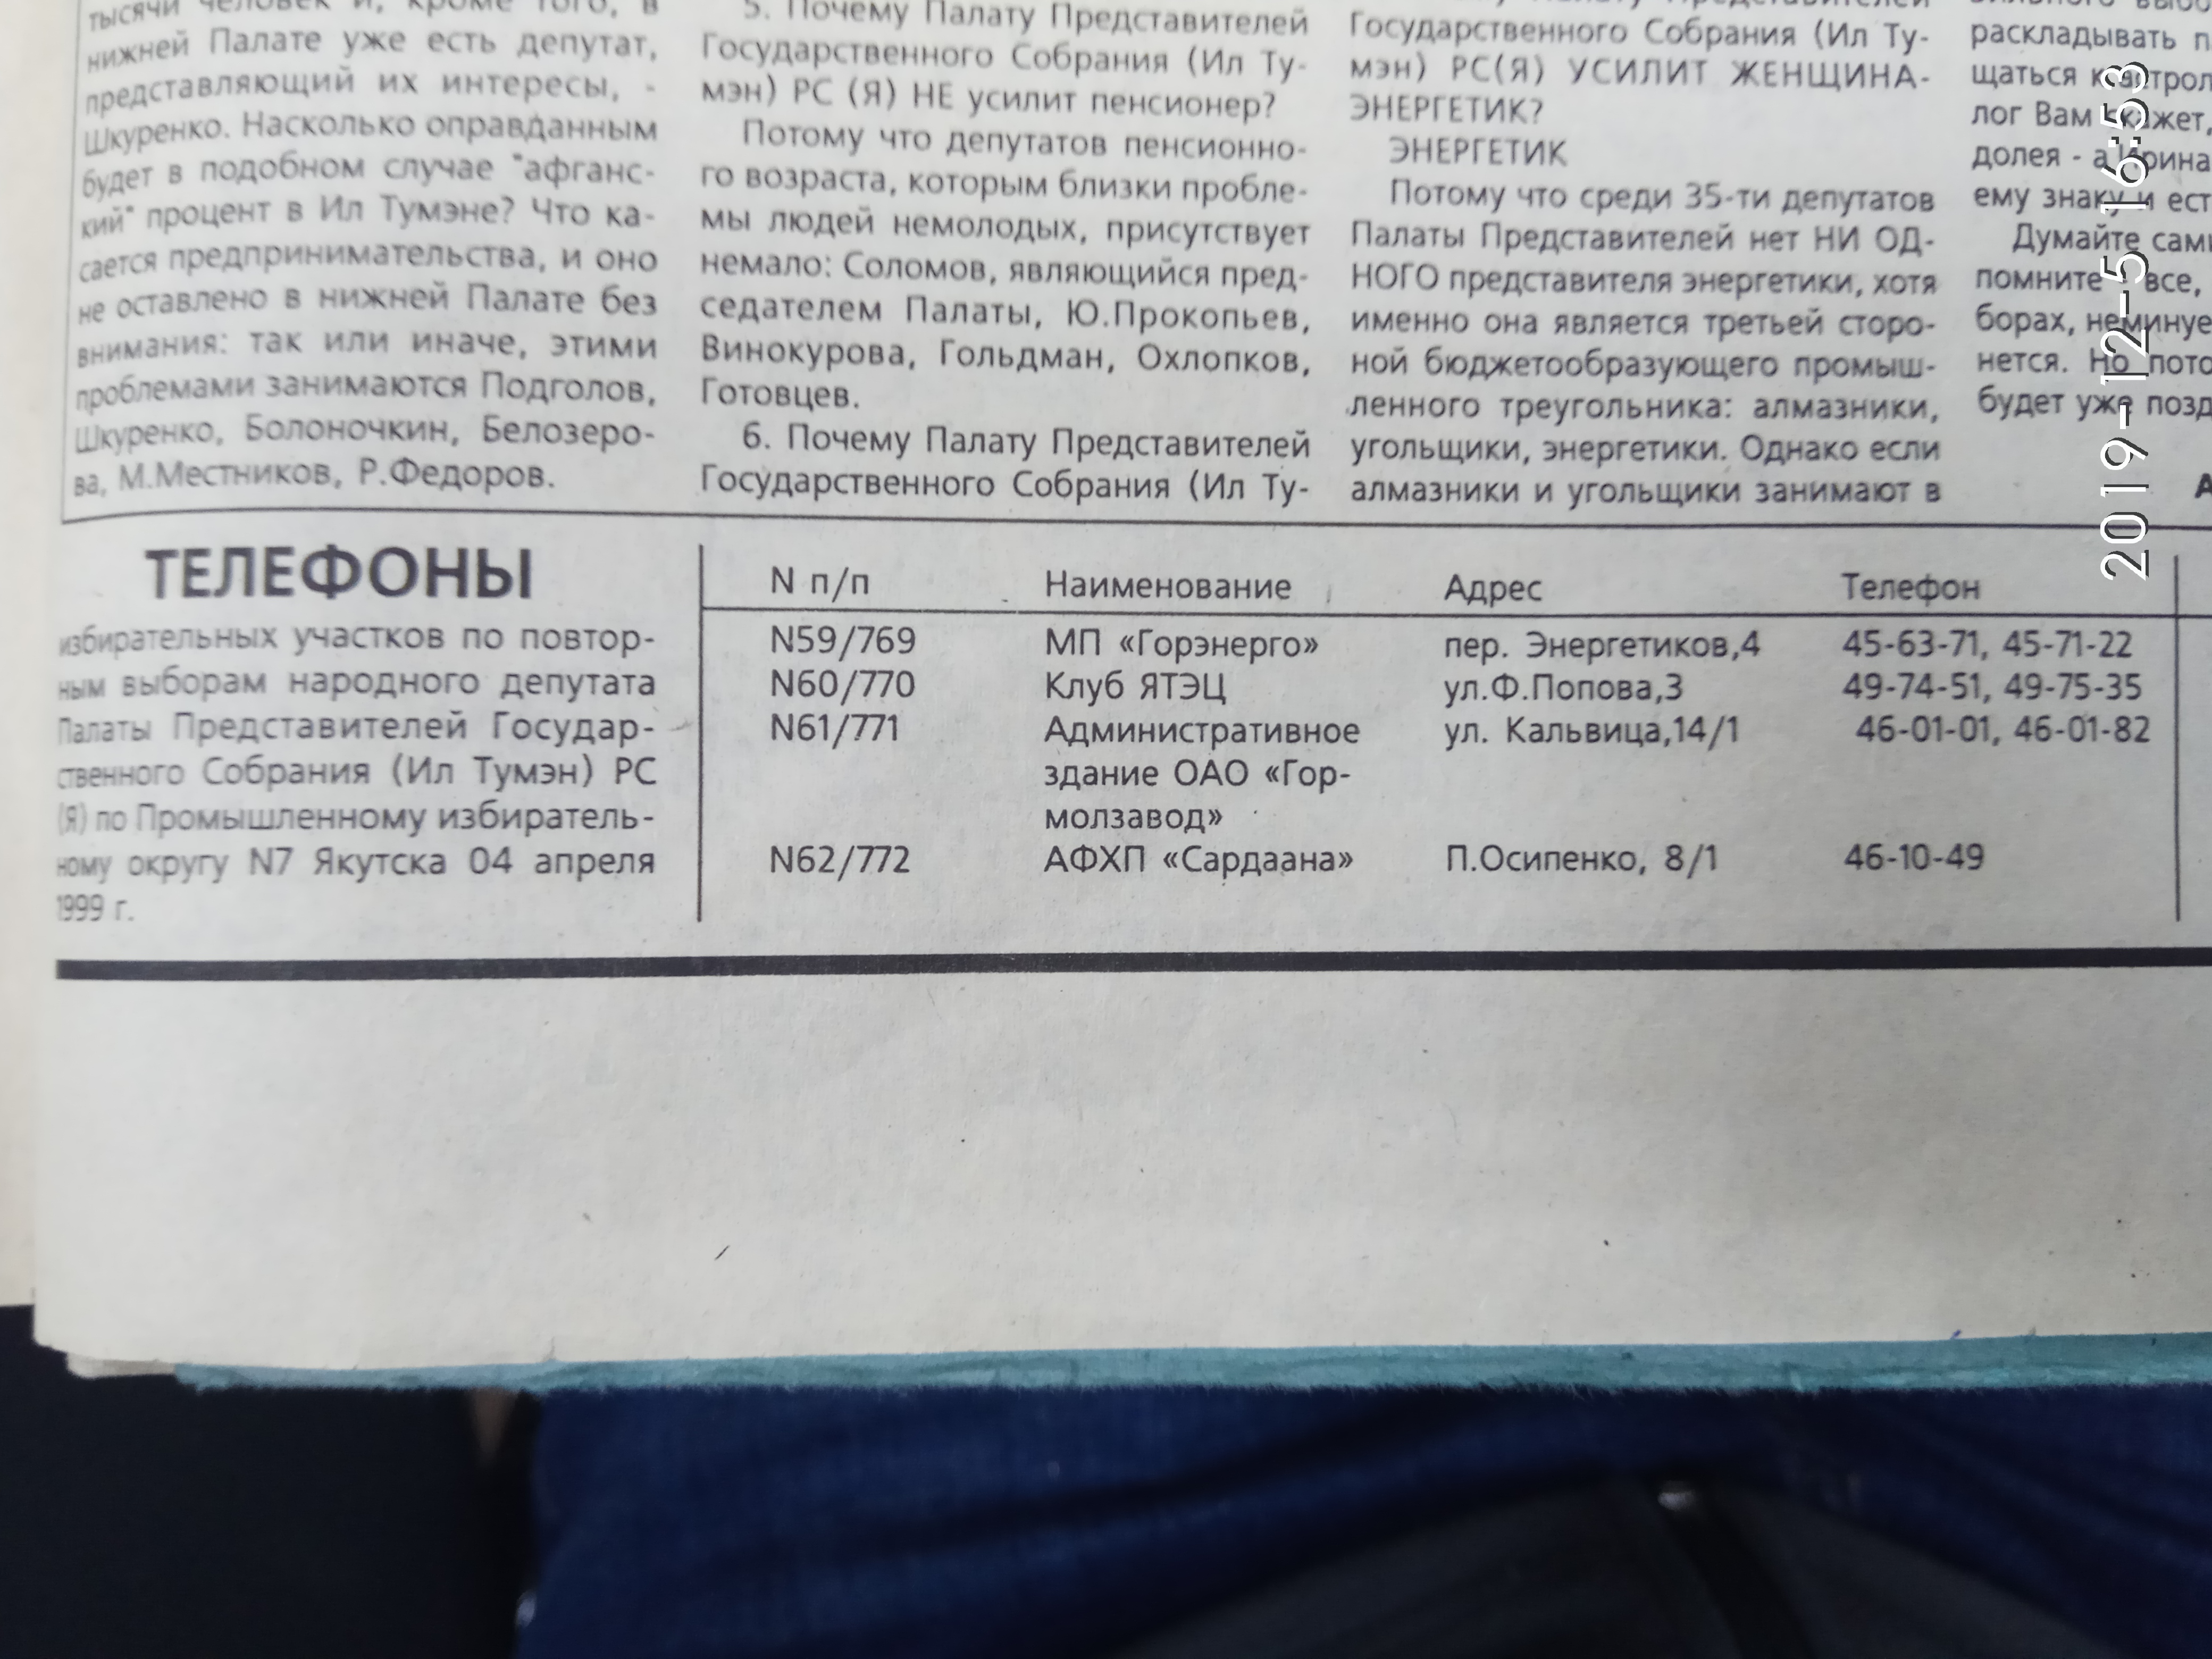 тысячи человек и, кроме того, в
нижней Палате уже есть депутат,
представляющий их интересы, -
Шкуренко. Насколько оправданным
будет в подобном случае "афганс-
кий" процент в Ил Тумэне? Что ка-
сается предпринимательства, и оно
не оставлено в нижней Палате без
внимания: так или иначе, этими
проблемами занимаются Подголов,
Шкуренко, Болоночкин, Белозеро-
ва, М.Местников, Р.Федоров.
5. Почему Палату Представителей
Государственного Собрания (Ил Ту-
мэн) РС (Я) НЕ усилит пенсионер?
Потому что депутатов пенсионно-
го возраста, которым близки пробле-
мы людей немолодых, присутствует
немало: Соломов, являющийся пред-
седателем Палаты, Ю.Прокопьев,
Винокурова, Гольдман, Охлопков,
Готовцев.
6. Почему Палату Представителей
Государственного Собрания (Ил Ту-
Государственного Собрания (Ил Ту-
мэн) РС(Я) УСИЛИТ ЖЕНЩИНА-
ЭНЕРГЕТИК?
ЭНЕРГЕТИК
Потому что среди 35-ти депутатов
Палаты Представителей нет НИ ОД-
НОГО представителя энергетики, хотя
именно она является третьей сторо-
ной бюджетообразующего промыш-
ленного треугольника: алмазники,
угольщики, энергетики. Однако если
алмазники и угольщики занимают в
раскладывать
щаться к
лог Вам
долея - а
ему знаку и
Думайте
помните - все,
борах,
нется. Но
будет уже
ТЕЛЕФОНЫ
избирательных участков по повтор-
ным выборам народного депутата
Палаты Представителей Государ-
ственного Собрания (Ил Тумэн) РС
(Я) по Промышленному избиратель-
ному округу N7 Якутска 04 апреля
1999 г.
N п/п Наименование Адрес Телефон
N59/769 МП «Горэнерго» пер. Энергетиков,4 45-63-71, 45-71-22
N60/770 Клуб ЯТЭЦ ул.Ф.Попова,3 49-74-51, 49-75-35
N61/771 Административное ул. Кальвица,14/1 46-01-01, 46-01-82
здание ОАО «Гор-
молзавод»
N62/772 АФХП «Сардаана» П.Осипенко, 8/1 46-10-49
2019-12-5 16:53